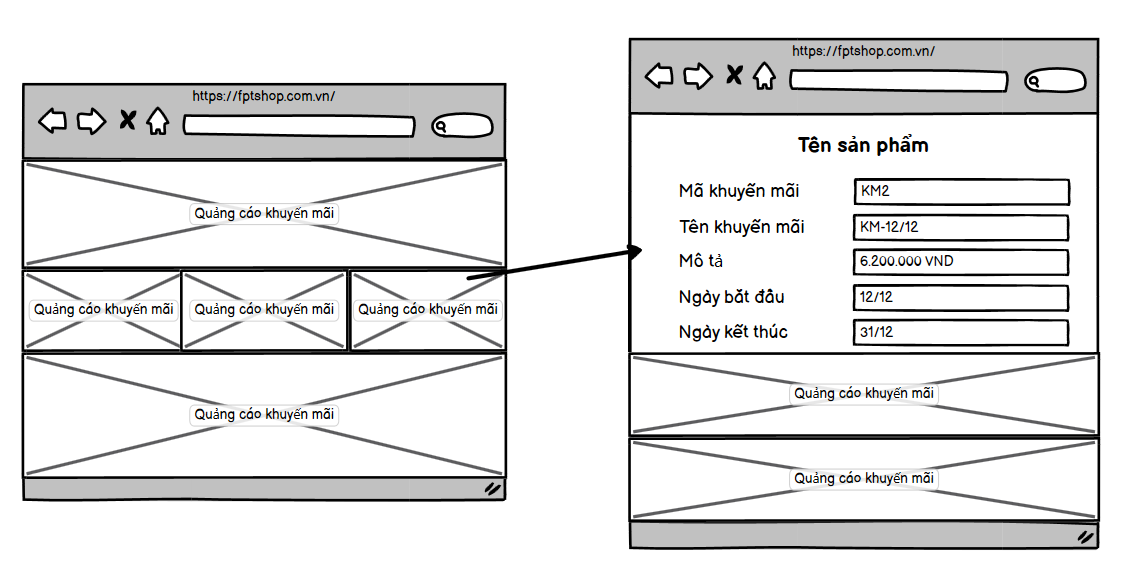 https://fptshop.com.vn/
Quảng cáo khuyến mãi
Quảng cáo khuyến mãi
Quảng cáo khuyến mãi
Quảng cáo khuyến mãi
Quảng cáo khuyến mãi
https://fptshop.com.vn/
Tên sản phẩm
Mã khuyến mãi
KM2
Tên khuyến mãi
KM-12/12
Mô tả
6.200.000 VND
Ngày bắt đầu
12/12
Ngày kết thúc
31/12
Quảng cáo khuyến mãi
Quảng cáo khuyến mãi